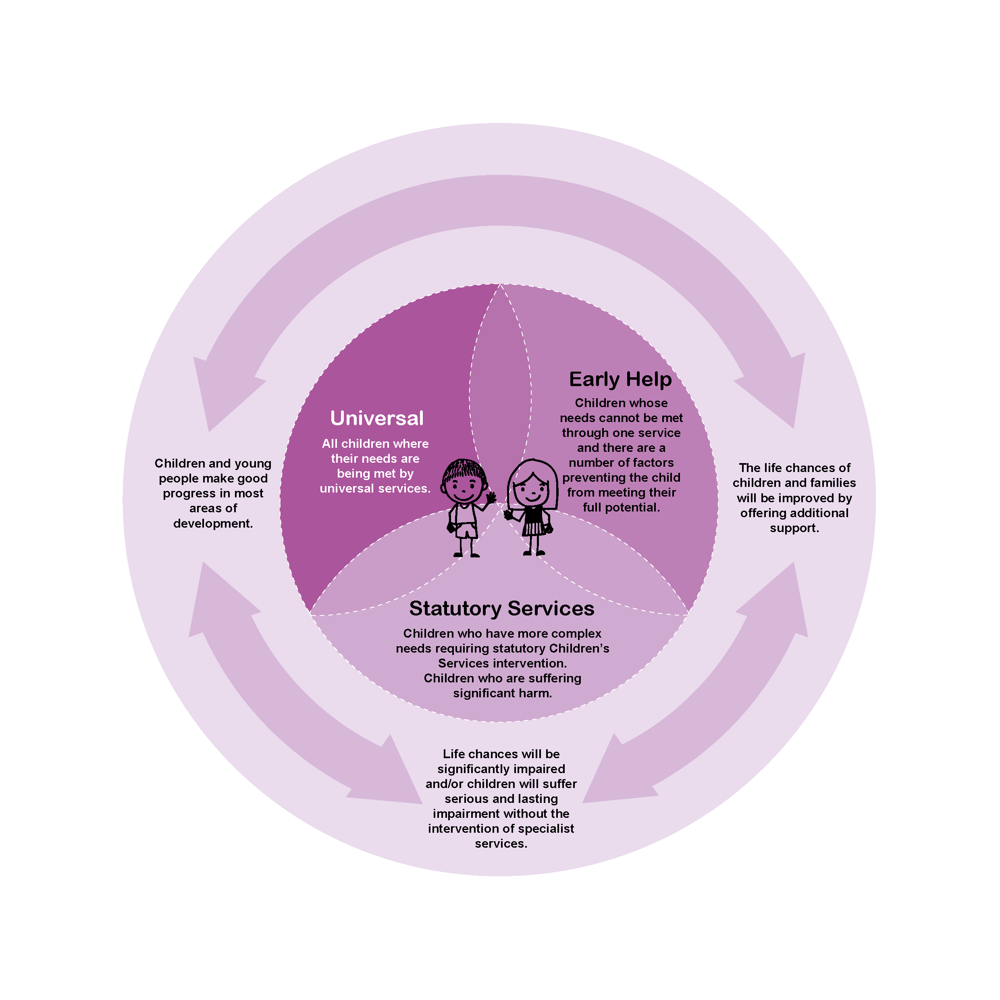 Universal
All children where
their needs are
being met by
universal services.
Early Help
Children whose
needs cannot be met
through one service
and there are a
number of factors
preventing the child
from meeting their
full potential.
Statutory Services
Children who have more complex
needs requiring statutory Children’s
Services intervention.
Children who are suffering
significant harm.
Children and young
people make good
progress in most
areas of
development.
The life chances of
children and families
will be improved by
offering additional
support.
Life chances will be
significantly impaired
and/or children will suffer
serious and lasting
impairment without the
intervention of specialist
services.